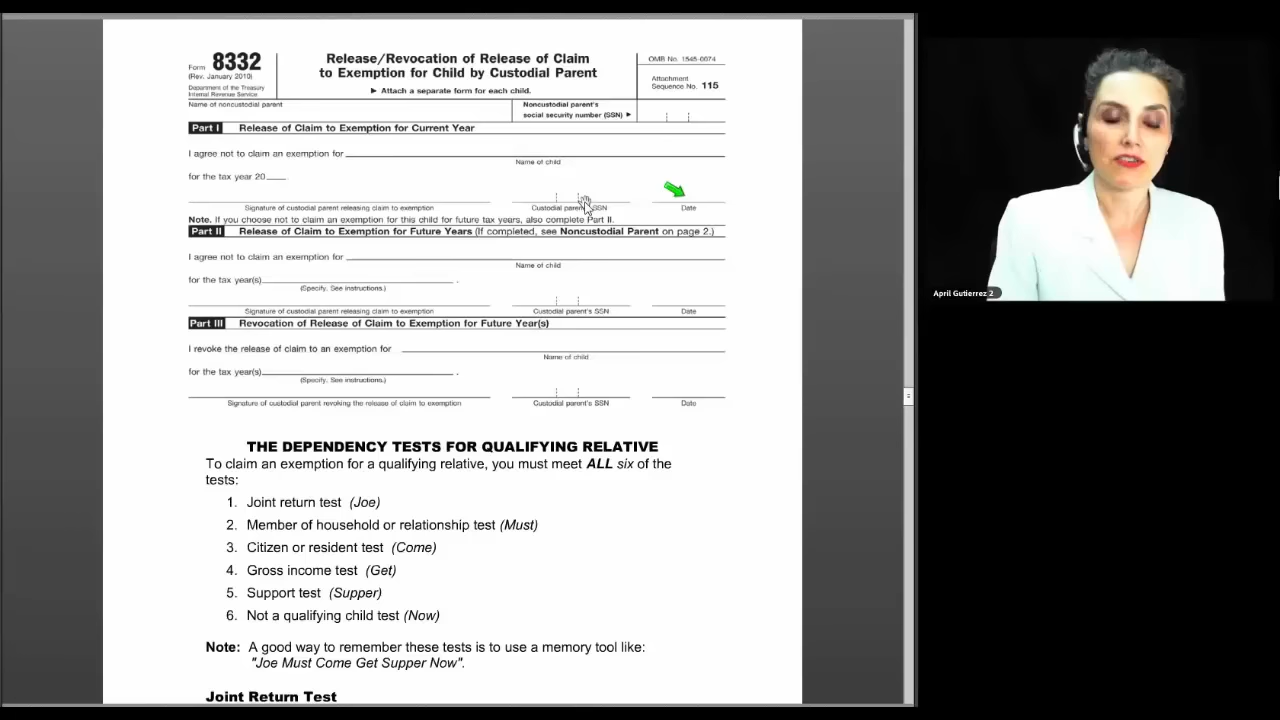 Form 8332
(Rev. January 2010)
Department of the Treasury
Internal Revenue Service
Release/Revocation of Release of Claim
to Exemption for Child by Custodial Parent
▶ Attach a separate form for each child.
OMB No. 1545-0074
Attachment
Sequence No. 115
Name of noncustodial parent
Noncustodial parent's
social security number (SSN) ▶
Part I Release of Claim to Exemption for Current Year
I agree not to claim an exemption for
Name of child
for the tax year 20
Signature of custodial parent releasing claim to exemption
Custodial parent's SSN
Date
Note. If you choose not to claim an exemption for this child for future tax years, also complete Part II.
Part II Release of Claim to Exemption for Future Years (If completed, see Noncustodial Parent on page 2.)
I agree not to claim an exemption for
Name of child
for the tax year(s) .
(Specify. See instructions.)
Signature of custodial parent releasing claim to exemption
Custodial parent's SSN
Date
Part III Revocation of Release of Claim to Exemption for Future Year(s)
I revoke the release of claim to an exemption for
Name of child
for the tax year(s) .
(Specify. See instructions.)
Signature of custodial parent revoking the release of claim to exemption
Custodial parent's SSN
Date
THE DEPENDENCY TESTS FOR QUALIFYING RELATIVE
To claim an exemption for a qualifying relative, you must meet ALL six of the
tests:
1. Joint return test (Joe)
2. Member of household or relationship test (Must)
3. Citizen or resident test (Come)
4. Gross income test (Get)
5. Support test (Supper)
6. Not a qualifying child test (Now)
Note: A good way to remember these tests is to use a memory tool like:
"Joe Must Come Get Supper Now".
Joint Return Test
April Gutierrez 2